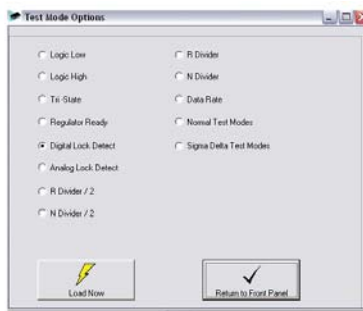 Test Mode Options
Logic Low
Logic High
Tri-State
Regulator Ready
Digital Lock Detect
Analog Lock Detect
R Divider / 2
N Divider / 2
R Divider
N Divider
Data Rate
Normal Test Modes
Sigma Delta Test Modes
Load Now
Return to Front Panel